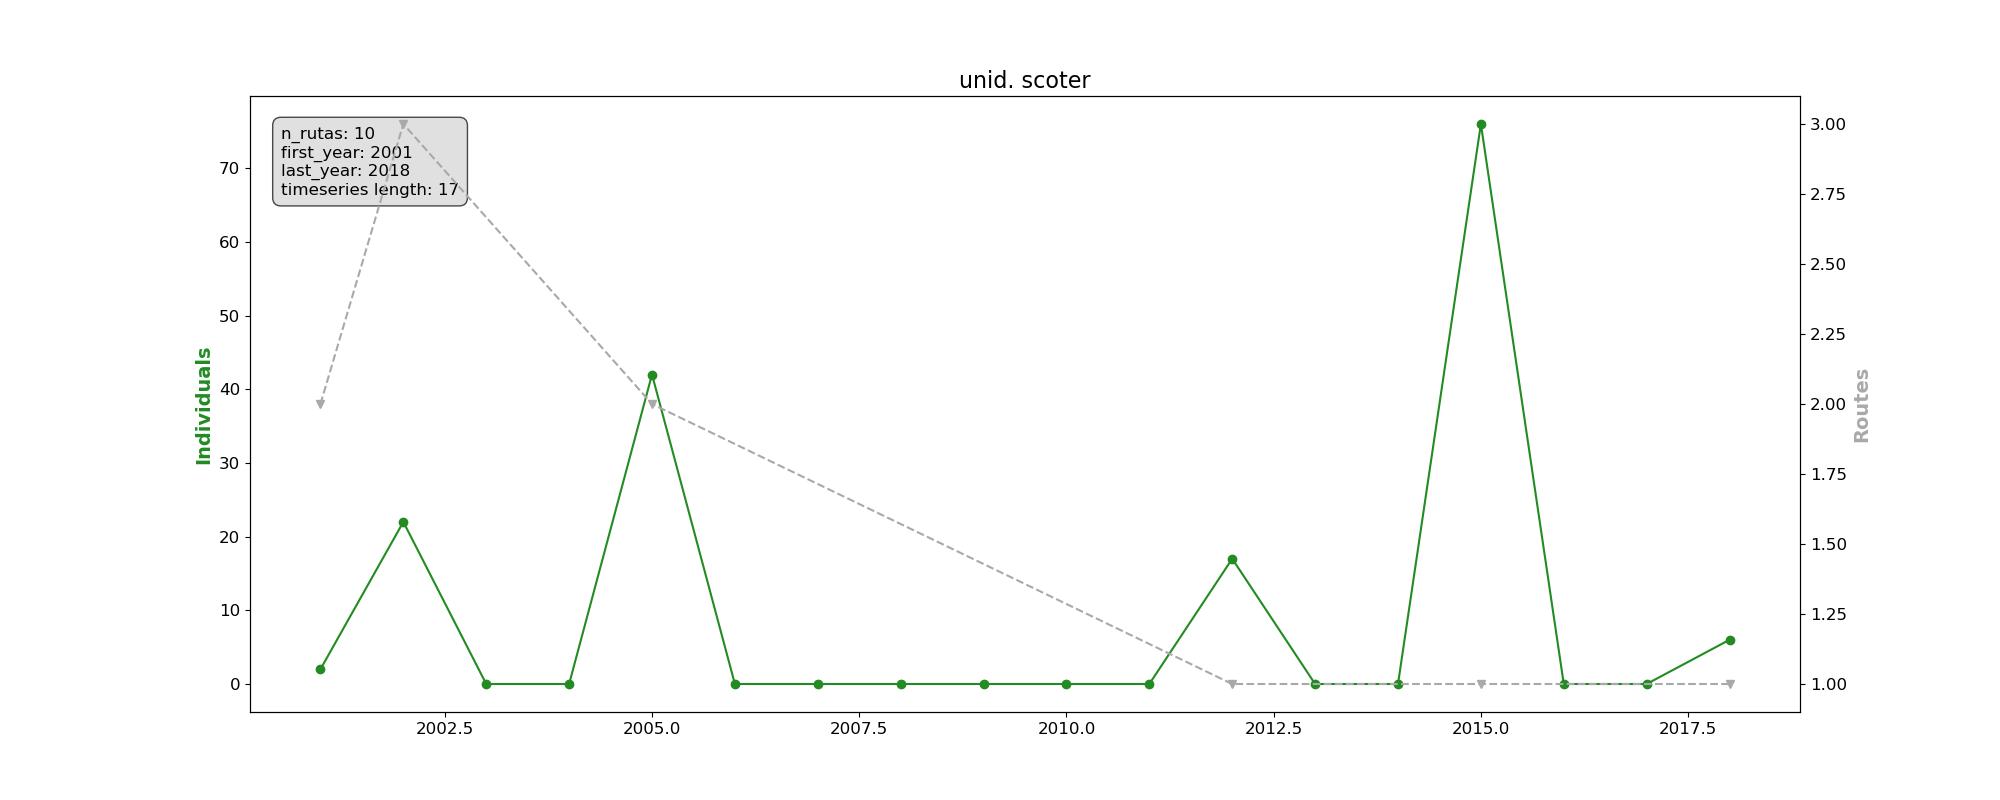 unid. scoter
n_rutas: 10
first_year: 2001
last_year: 2018
timeseries length: 17
Individuals
70
60
50
40
30
20
10
0
3.00
2.75
2.50
2.25
2.00
1.75
1.50
1.25
1.00
Routes
2002.5 2005.0 2007.5 2010.0 2012.5 2015.0 2017.5